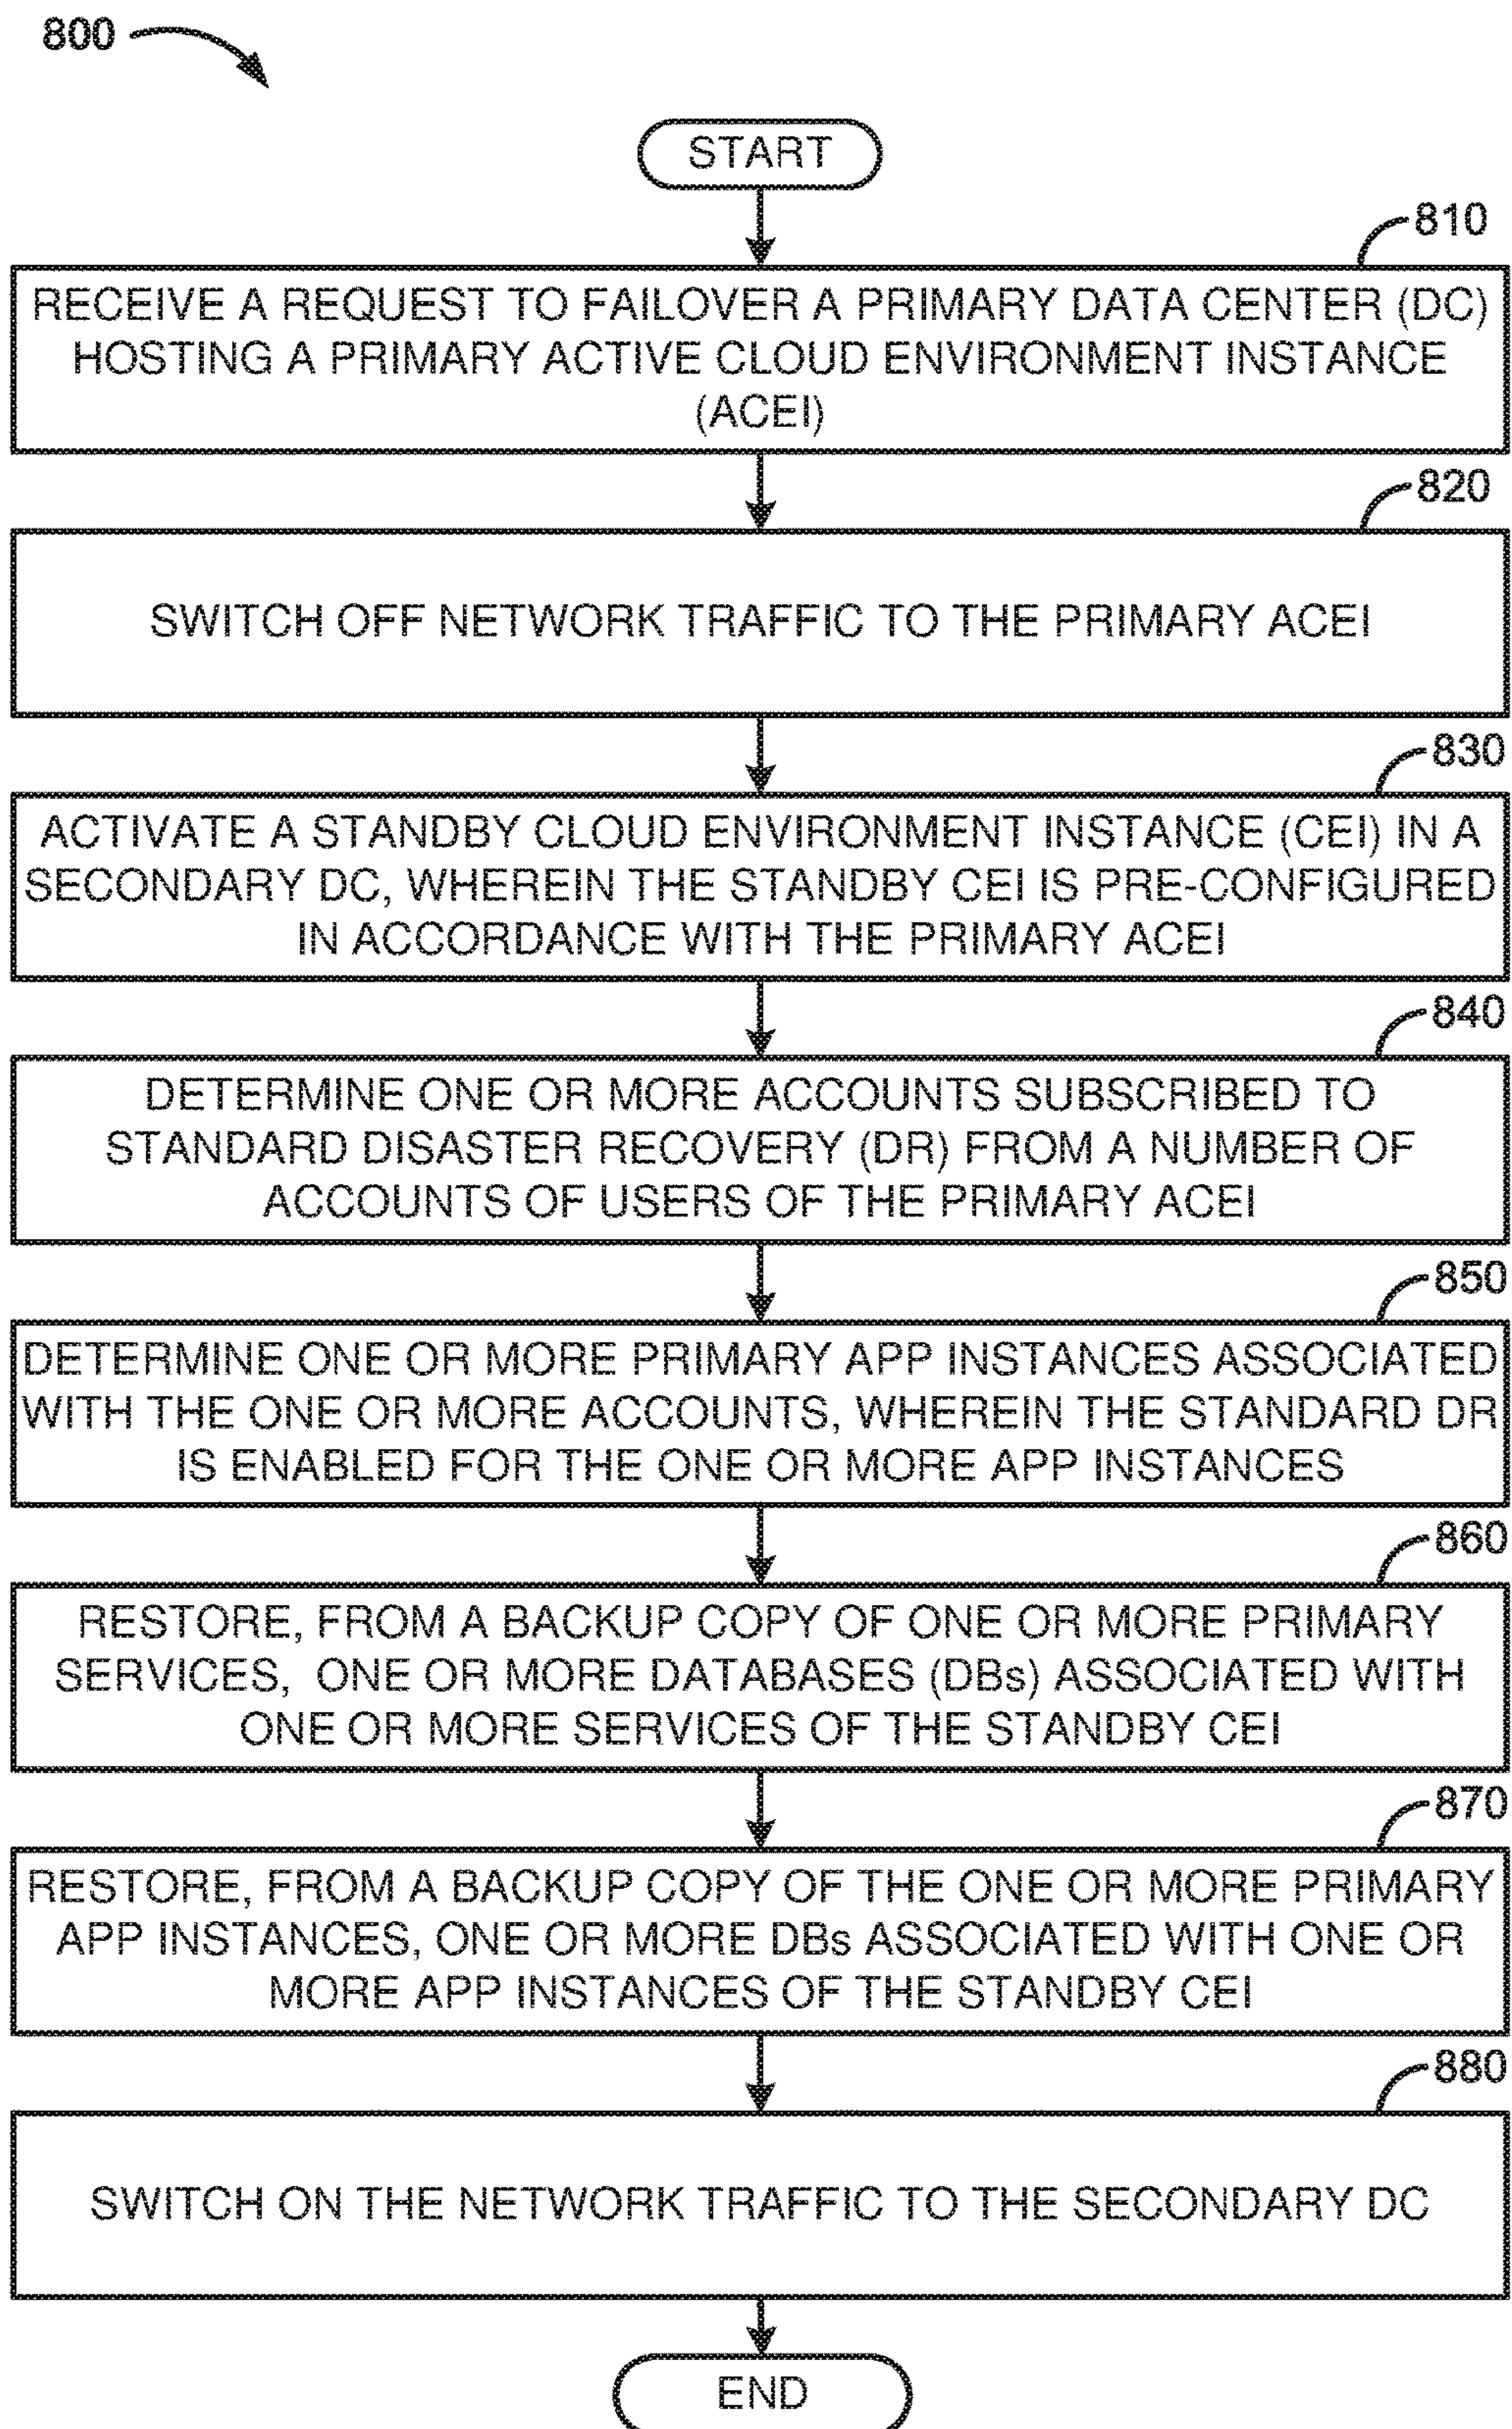 800
START
810
RECEIVE A REQUEST TO FAILOVER A PRIMARY DATA CENTER (DC)
HOSTING A PRIMARY ACTIVE CLOUD ENVIRONMENT INSTANCE
(ACEI)
820
SWITCH OFF NETWORK TRAFFIC TO THE PRIMARY ACEI
830
ACTIVATE A STANDBY CLOUD ENVIRONMENT INSTANCE (CEI) IN A
SECONDARY DC, WHEREIN THE STANDBY CEI IS PRE-CONFIGURED
IN ACCORDANCE WITH THE PRIMARY ACEI
840
DETERMINE ONE OR MORE ACCOUNTS SUBSCRIBED TO
STANDARD DISASTER RECOVERY (DR) FROM A NUMBER OF
ACCOUNTS OF USERS OF THE PRIMARY ACEI
850
DETERMINE ONE OR MORE PRIMARY APP INSTANCES ASSOCIATED
WITH THE ONE OR MORE ACCOUNTS, WHEREIN THE STANDARD DR
IS ENABLED FOR THE ONE OR MORE APP INSTANCES
860
RESTORE, FROM A BACKUP COPY OF ONE OR MORE PRIMARY
SERVICES, ONE OR MORE DATABASES (DBs) ASSOCIATED WITH
ONE OR MORE SERVICES OF THE STANDBY CEI
870
RESTORE, FROM A BACKUP COPY OF THE ONE OR MORE PRIMARY
APP INSTANCES, ONE OR MORE DBs ASSOCIATED WITH ONE OR
MORE APP INSTANCES OF THE STANDBY CEI
880
SWITCH ON THE NETWORK TRAFFIC TO THE SECONDARY DC
END